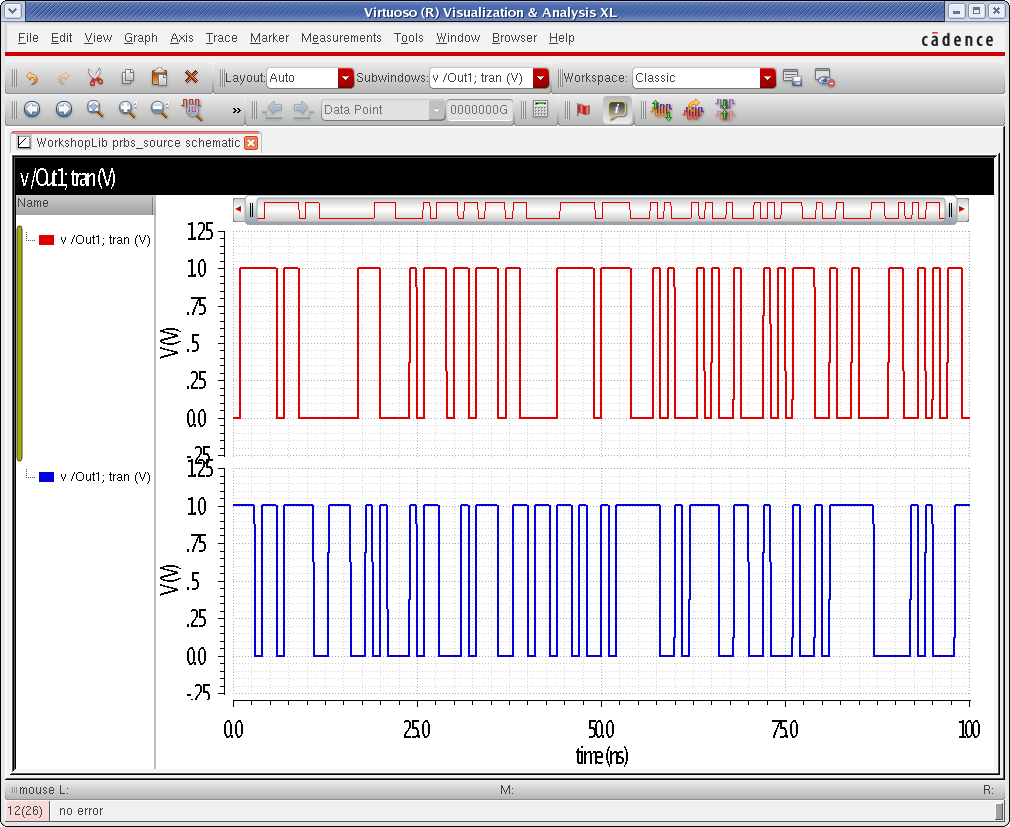 Virtuoso (R) Visualization & Analysis XL
File Edit View Graph Axis Trace Marker Measurements Tools Window Browser Help
cādence
Layout: Auto Subwindows: v /Out1; tran (V) Workspace: Classic
» Data Point 0000000G
WorkshopLib prbs_source schematic
v /Out1; tran (V)
Name
v /Out1; tran (V)
1.25
1.0
.75
.5
.25
0.0
-.25
V (V)
v /Out1; tran (V)
1.25
1.0
.75
.5
.25
0.0
-.25
V (V)
0.0 25.0 50.0 75.0 100
time (ns)
mouse L: M: R:
12(26) no error